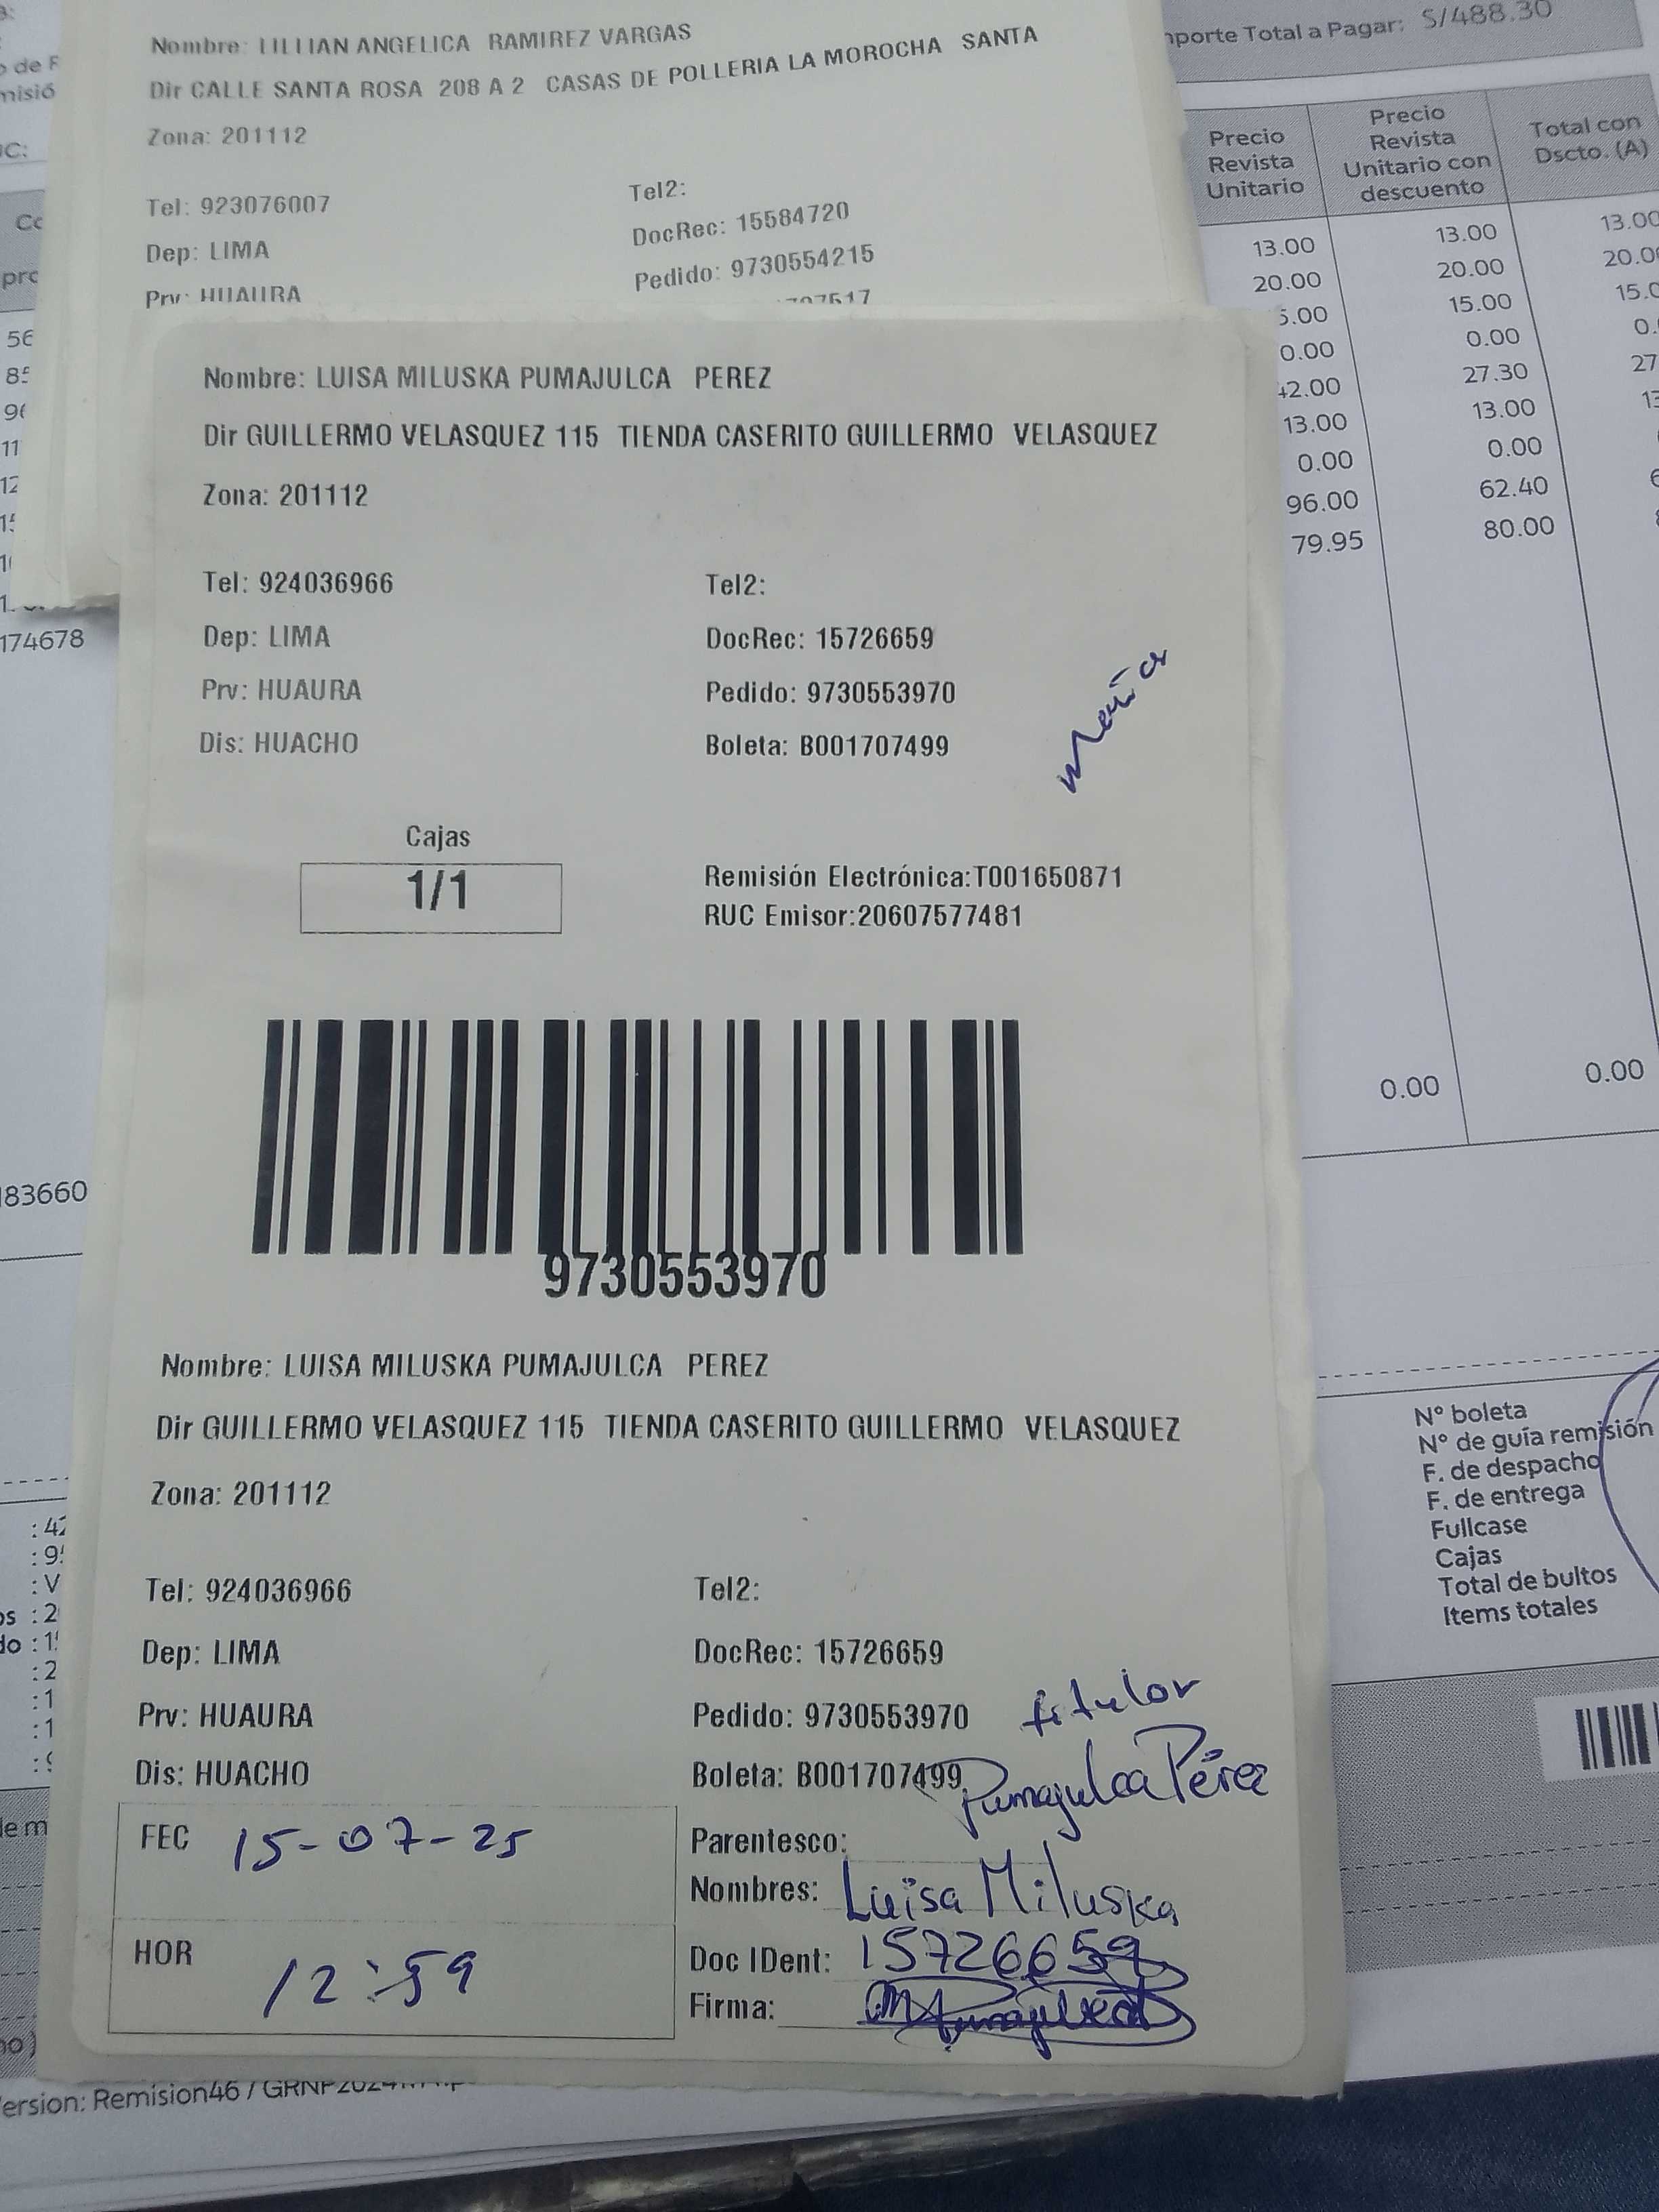 Nombre: LILLIAN ANGELICA RAMIREZ VARGAS
Dir CALLE SANTA ROSA 208 A 2 CASAS DE POLLERIA LA MOROCHA SANTA
Zona: 201112
Tel: 923076007
Tel2:
Dep: LIMA
DocRec: 15584720
Prv: HUAURA
Pedido: 9730554215
Total a Pagar: S/488.30
Precio Revista Unitario
Precio Revista Unitario con descuento
Total con Dscto. (A)
13.00 13.00 13.00
20.00 20.00
15.00
0.00
27.30
13.00 13.00
0.00 0.00
96.00 62.40
79.95 80.00
174678
0.00 0.00
183660
Nombre: LUISA MILUSKA PUMAJULCA PEREZ
Dir GUILLERMO VELASQUEZ 115 TIENDA CASERITO GUILLERMO VELASQUEZ
Zona: 201112
Tel: 924036966
Tel2:
Dep: LIMA
DocRec: 15726659
Prv: HUAURA
Pedido: 9730553970
Dis: HUACHO
Boleta: B001707499
Cajas
1/1
Remisión Electrónica:T001650871
RUC Emisor:20607577481
9730553970
Nombre: LUISA MILUSKA PUMAJULCA PEREZ
Dir GUILLERMO VELASQUEZ 115 TIENDA CASERITO GUILLERMO VELASQUEZ
Zona: 201112
Tel: 924036966
Tel2:
Dep: LIMA
DocRec: 15726659
Prv: HUAURA
Pedido: 9730553970
titular
Dis: HUACHO
Boleta: B001707499
Pumajulca Pérez
FEC 15-07-25
Parentesco:
Nombres: Luisa Miluska
HOR 12:59
Doc IDent: 15726659
Firma:
Nº boleta
Nº de guía remisión
F. de despacho
F. de entrega
Fullcase
Cajas
Total de bultos
Items totales
Remision46